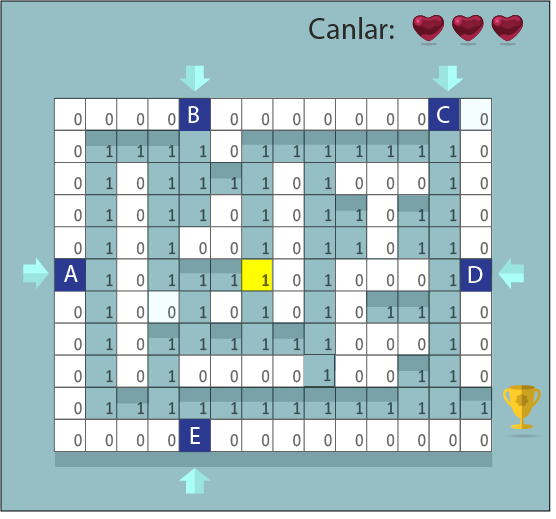 Canlar:
0 0 0 0 B 0 0 0 0 0 0 0 C 0
0 1 1 1 1 0 1 1 1 1 1 1 1 0
0 1 0 1 1 1 1 0 1 0 0 0 1 0
0 1 0 1 1 0 1 0 1 1 0 1 1 0
0 1 0 1 0 0 1 0 1 1 0 1 1 0
A 1 0 1 1 1 1 0 1 0 0 0 1 D
0 1 0 0 1 0 1 0 1 0 1 1 1 0
0 1 0 1 1 1 1 1 1 0 0 0 1 0
0 1 0 1 0 0 0 0 1 0 0 1 1 0
0 1 1 1 1 1 1 1 1 1 1 1 1 1
0 0 0 0 E 0 0 0 0 0 0 0 0 0